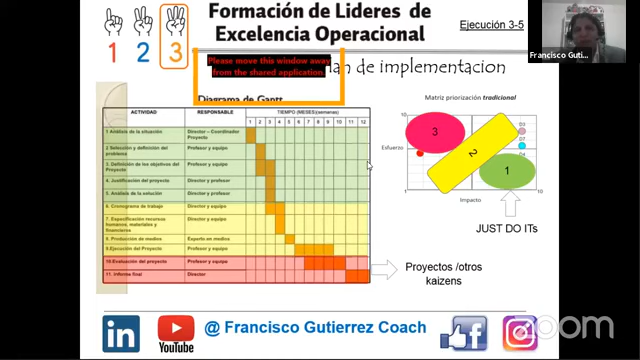 Formación de Lideres de
Excelencia Operacional
Ejecución 3-5
1 2 3
Please move this window away
from the shared application.
lan de implementacion
Francisco Guti...
Diagrama de Gantt
ACTIVIDAD
RESPONSABLE
TIEMPO (MESES)(semanas)
1 2 3 4 5 6 7 8 9 10 11 12
1 Análisis de la situación
Director – Coordinador
Proyecto
2 Selección y definición del
problema
Profesor y equipo
3. Definición de los objetivos del
Proyecto
Profesor y equipo
4. Justificación del proyecto
Director y profesor
5. Análisis de la solución
Director y profesor
6. Cronograma de trabajo
Director y equipo
7. Especificación recursos
humanos, materiales y
financieros
Director y equipo
8. Producción de medios
Experto en medios
9.Ejecución del Proyecto
Profesor y equipo
10.Evaluación del proyecto
Profesor y equipo
11. Informe final
Director
Matriz priorización tradicional
10
Esfuerzo
3
2
1
D3
D7
D4
1
10
Impacto
JUST DO ITs
Proyectos /otros
kaizens
in
YouTube
@ Francisco Gutierrez Coach
f
zoom